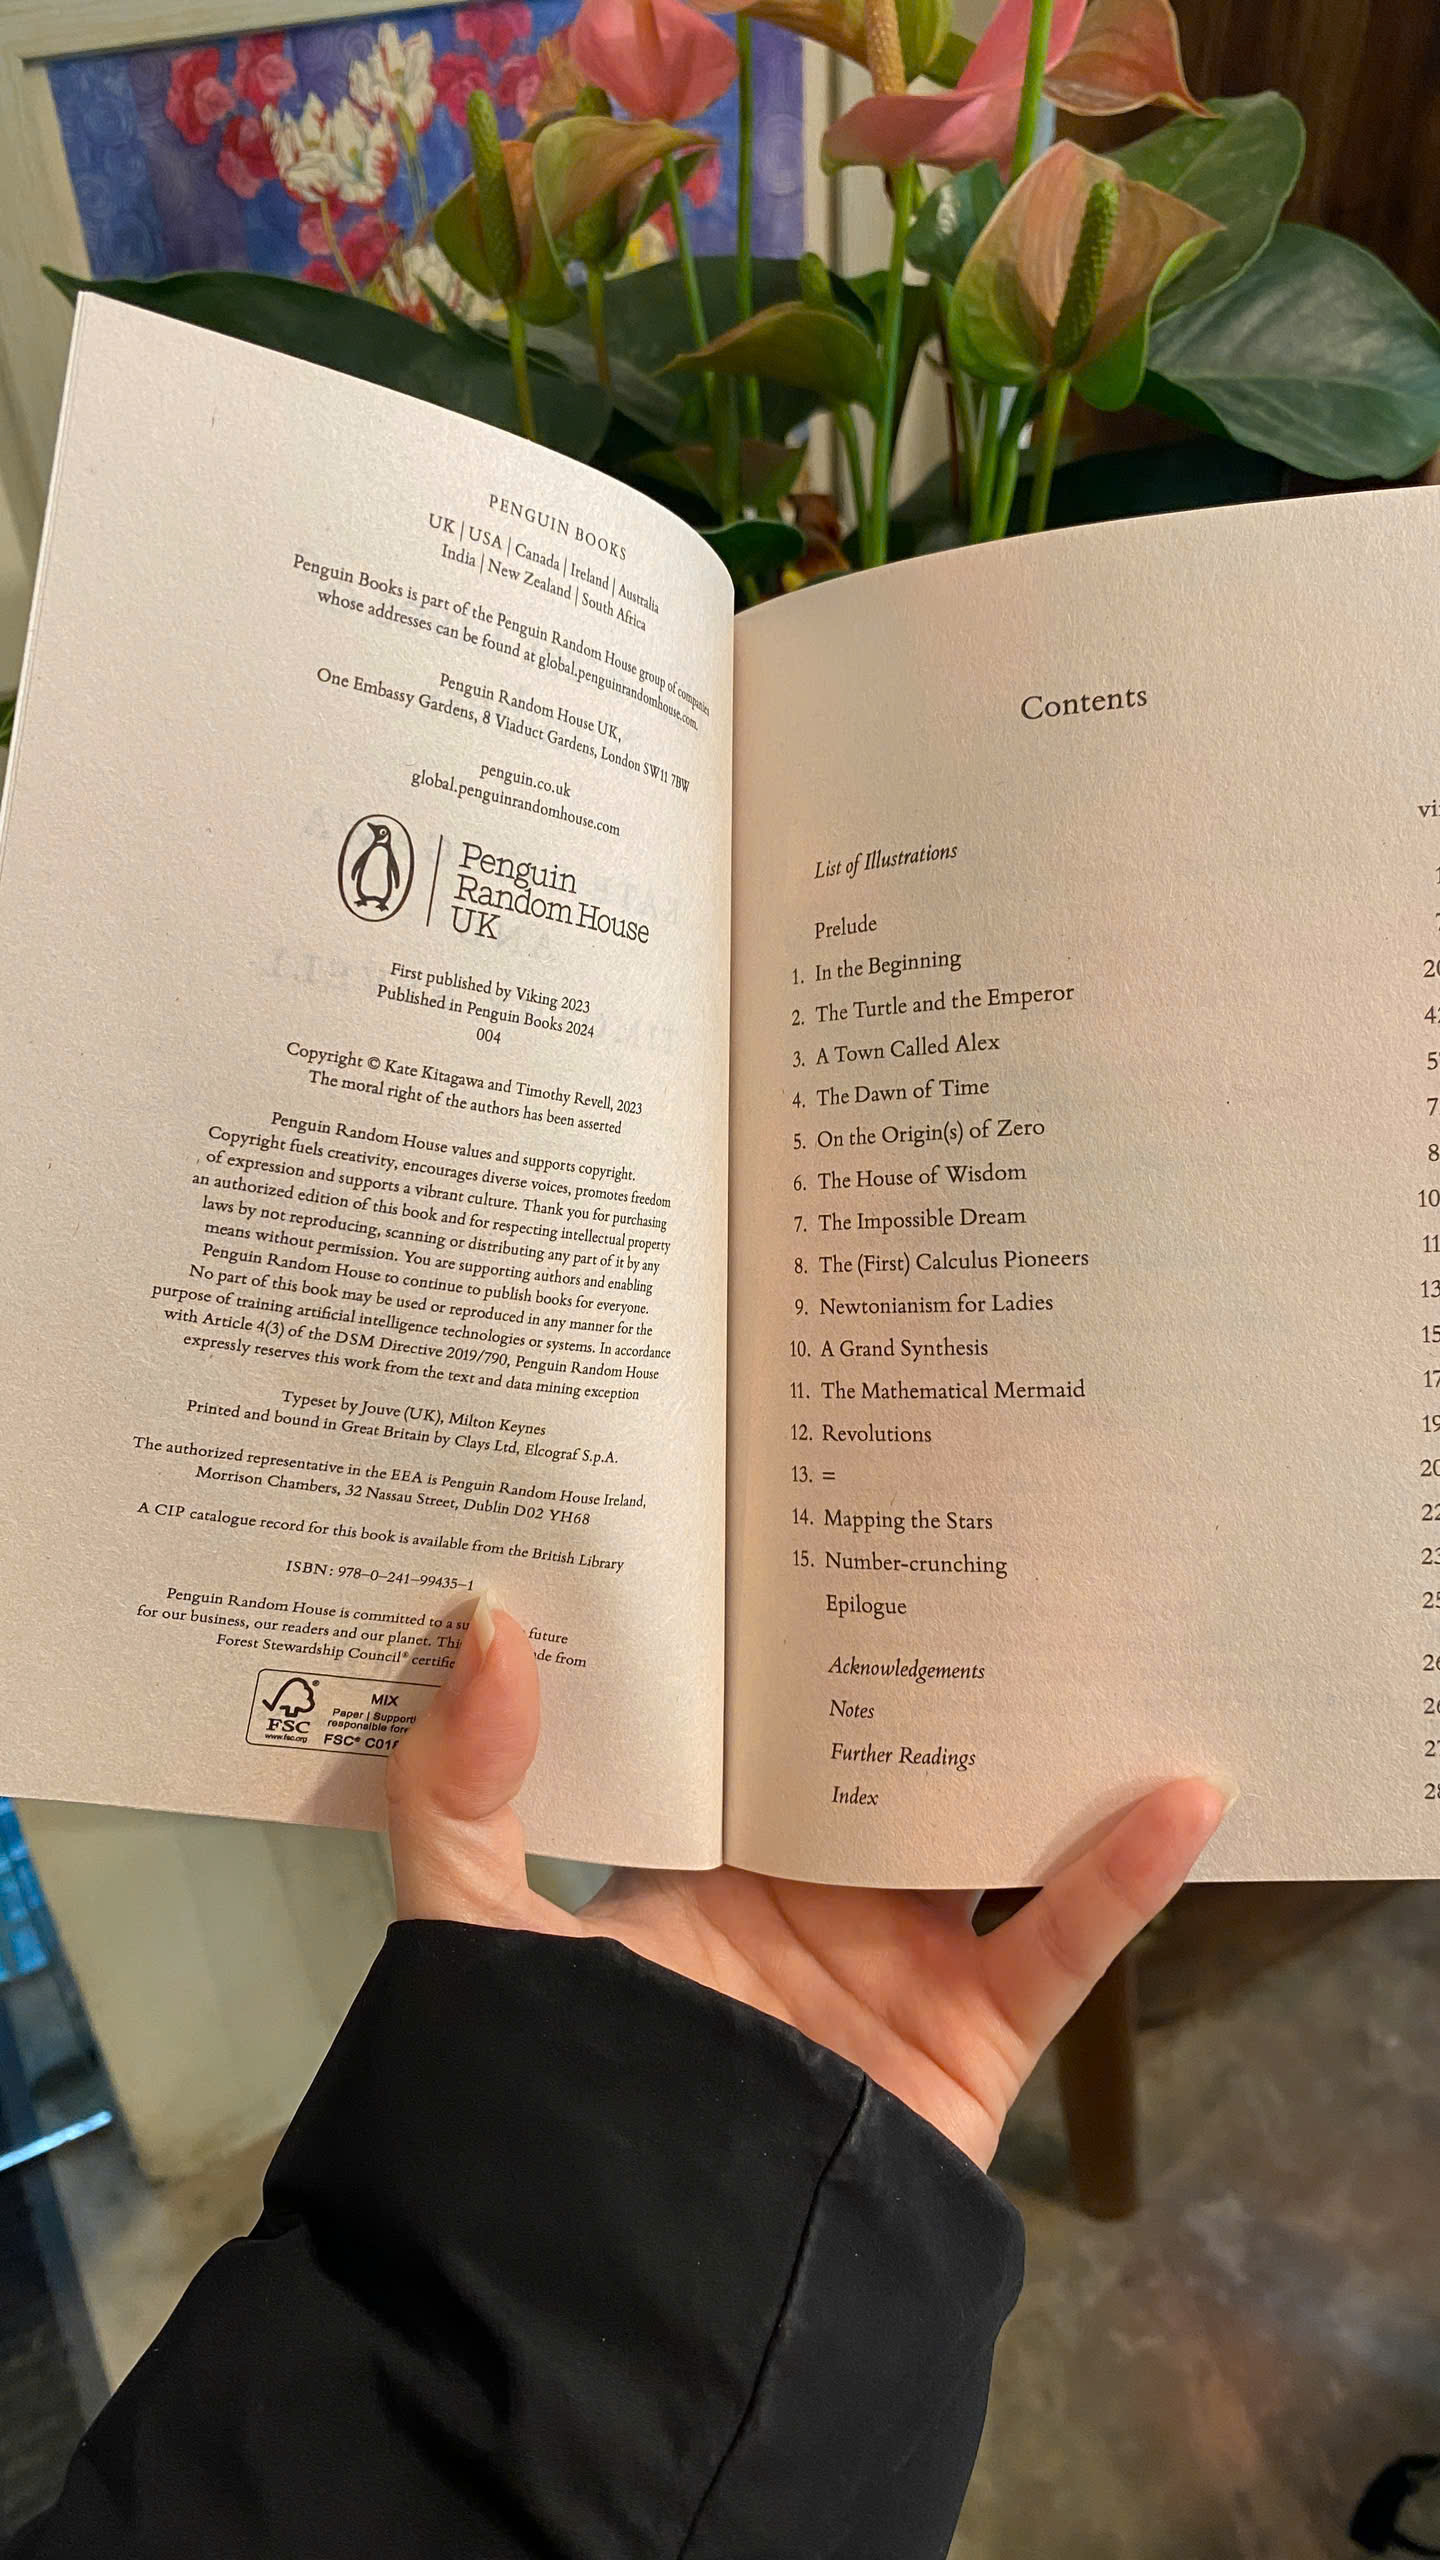 PENGUIN BOOKS
UK | USA | Canada | Ireland | Australia
India | New Zealand | South Africa
Penguin Books is part of the Penguin Random House group of companies
whose addresses can be found at global.penguinrandomhouse.com.
Penguin Random House UK,
One Embassy Gardens, 8 Viaduct Gardens, London SW11 7BW
penguin.co.uk
global.penguinrandomhouse.com
Penguin
Random House
UK
First published by Viking 2023
Published in Penguin Books 2024
004
Copyright © Kate Kitagawa and Timothy Revell, 2023
The moral right of the authors has been asserted
Penguin Random House values and supports copyright.
Copyright fuels creativity, encourages diverse voices, promotes freedom
of expression and supports a vibrant culture. Thank you for purchasing
an authorized edition of this book and for respecting intellectual property
laws by not reproducing, scanning or distributing any part of it by any
means without permission. You are supporting authors and enabling
Penguin Random House to continue to publish books for everyone.
No part of this book may be used or reproduced in any manner for the
purpose of training artificial intelligence technologies or systems. In accordance
with Article 4(3) of the DSM Directive 2019/790, Penguin Random House
expressly reserves this work from the text and data mining exception
Typeset by Jouve (UK), Milton Keynes
Printed and bound in Great Britain by Clays Ltd, Elcograf S.p.A.
The authorized representative in the EEA is Penguin Random House Ireland,
Morrison Chambers, 32 Nassau Street, Dublin D02 YH68
A CIP catalogue record for this book is available from the British Library
ISBN: 978–0–241–99435–1
Penguin Random House is committed to a future
for our business, our readers and our planet. from
Forest Stewardship Council®
FSC
www.fsc.org
MIX
Paper |
responsible
FSC®
Contents
List of Illustrations
Prelude
1. In the Beginning
2. The Turtle and the Emperor
3. A Town Called Alex
4. The Dawn of Time
5. On the Origin(s) of Zero
6. The House of Wisdom
7. The Impossible Dream
8. The (First) Calculus Pioneers
9. Newtonianism for Ladies
10. A Grand Synthesis
11. The Mathematical Mermaid
12. Revolutions
13. =
14. Mapping the Stars
15. Number-crunching
Epilogue
Acknowledgements
Notes
Further Readings
Index